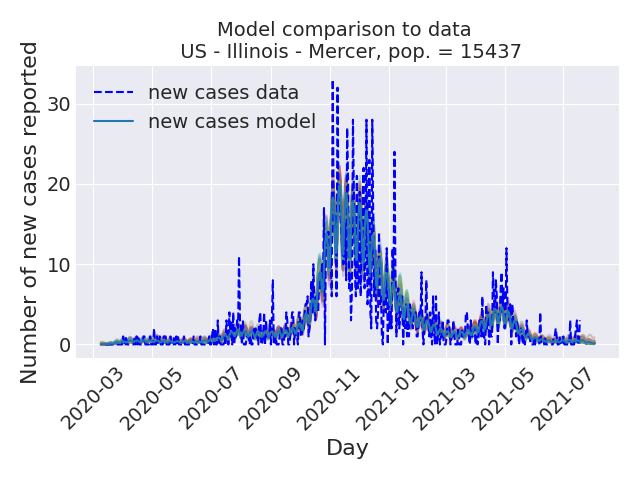 Model comparison to data
US - Illinois - Mercer, pop. = 15437
new cases data
new cases model
Number of new cases reported
30
20
10
0
2020-03
2020-05
2020-07
2020-09
2020-11
2021-01
2021-03
2021-05
2021-07
Day